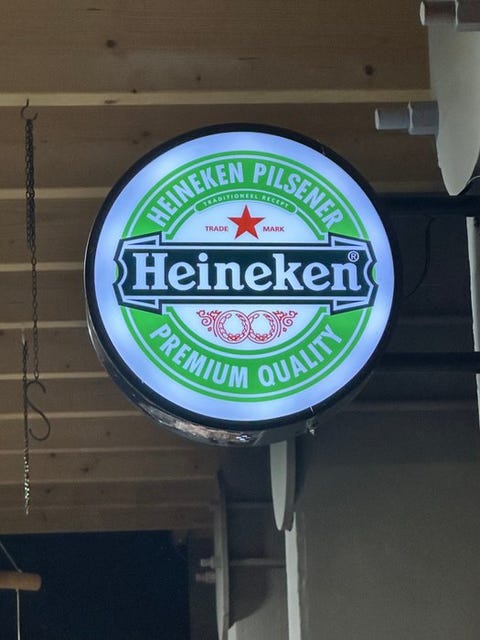 HEINEKEN PILSENER
TRADITIONEEL RECEPT
TRADE MARK
Heineken®
PREMIUM QUALITY